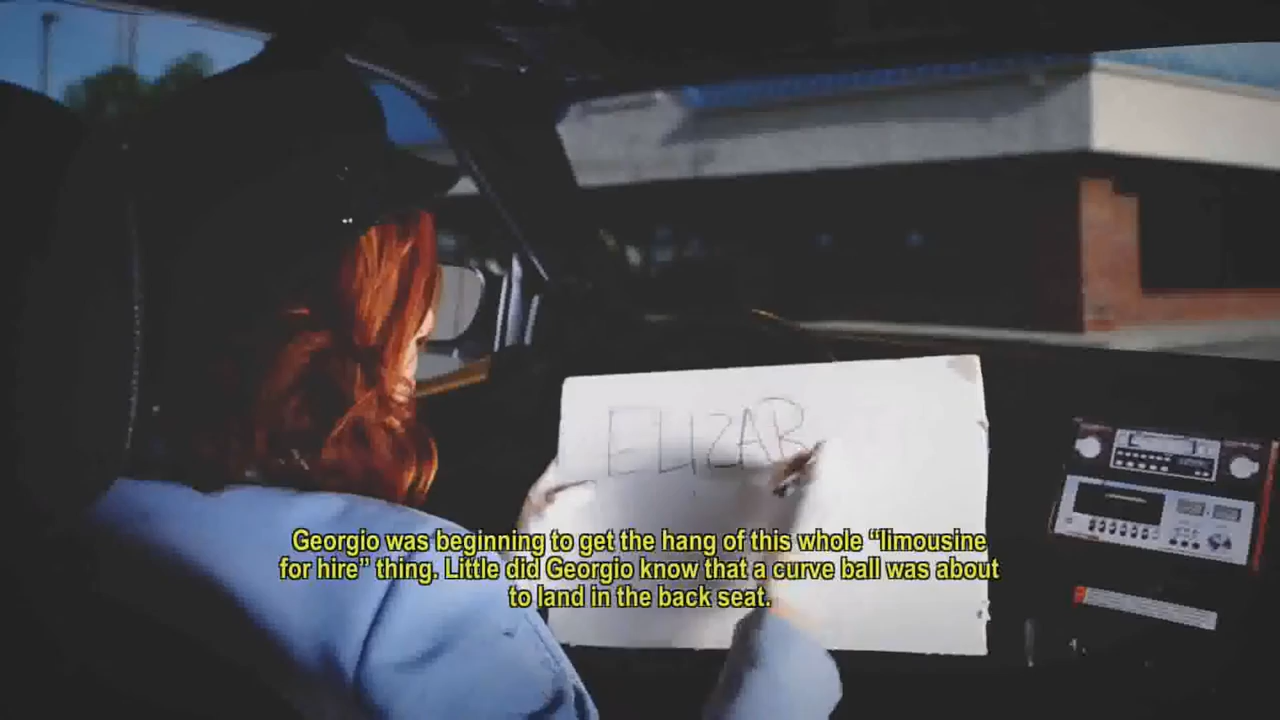 ELIZAB
Georgio was beginning to get the hang of this whole “limousine
for hire” thing. Little did Georgio know that a curve ball was about
to land in the back seat.